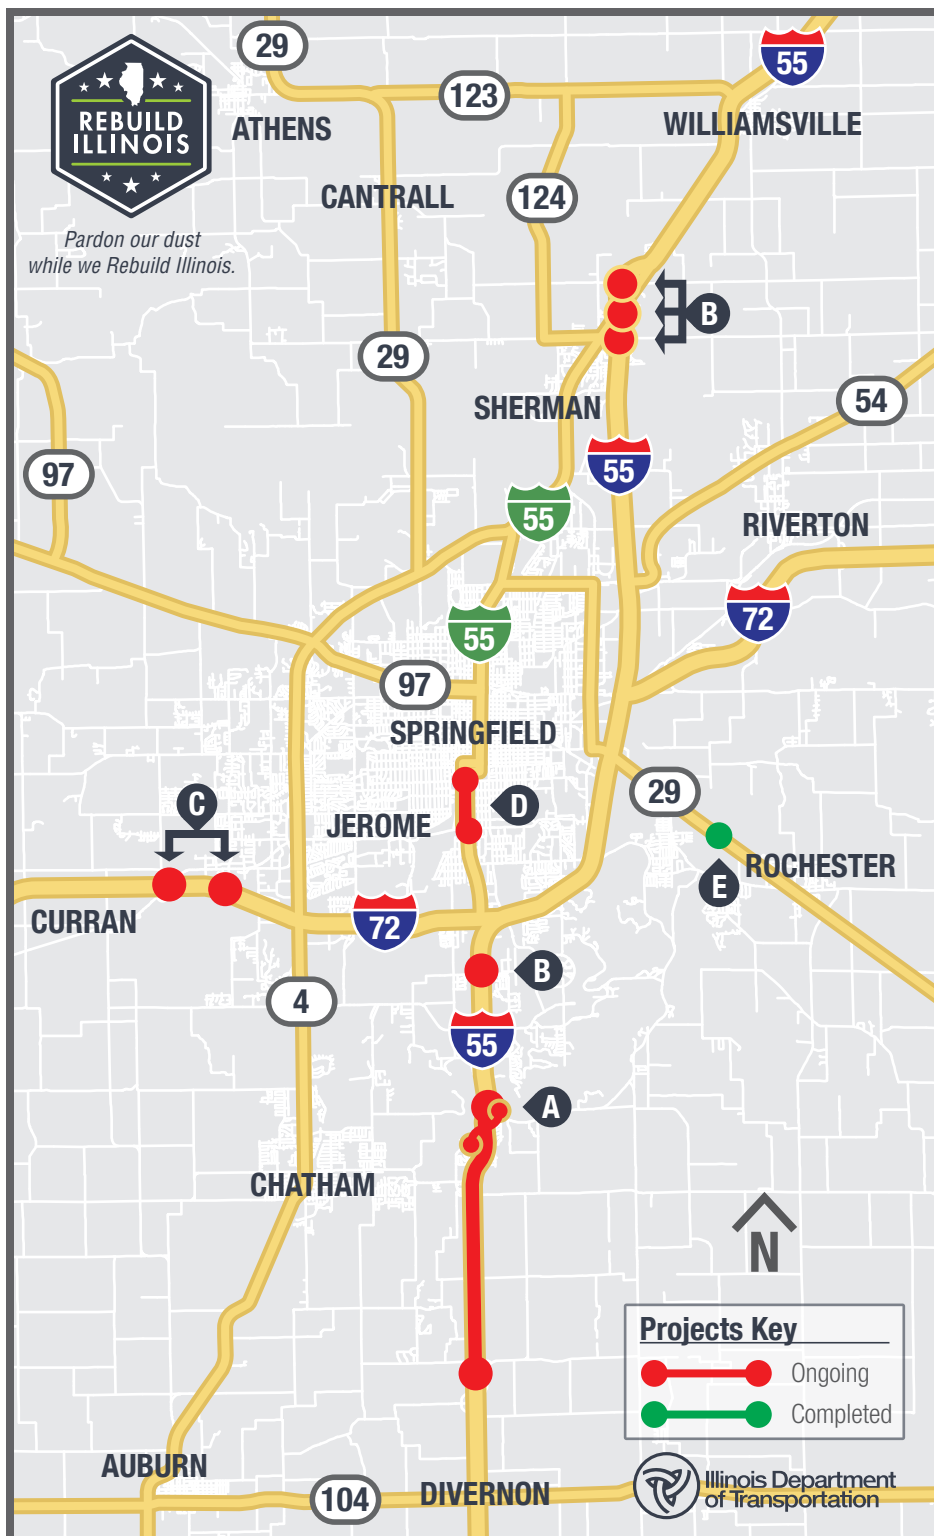 29
55
123
REBUILD
ILLINOIS
ATHENS
WILLIAMSVILLE
CANTRALL
124
Pardon our dust
while we Rebuild Illinois.
B
29
54
SHERMAN
97
55
55
RIVERTON
72
55
97
SPRINGFIELD
29
C
D
JEROME
ROCHESTER
E
CURRAN
72
B
4
55
A
CHATHAM
N
Projects Key
Ongoing
Completed
AUBURN
104
DIVERNON
Illinois Department
of Transportation